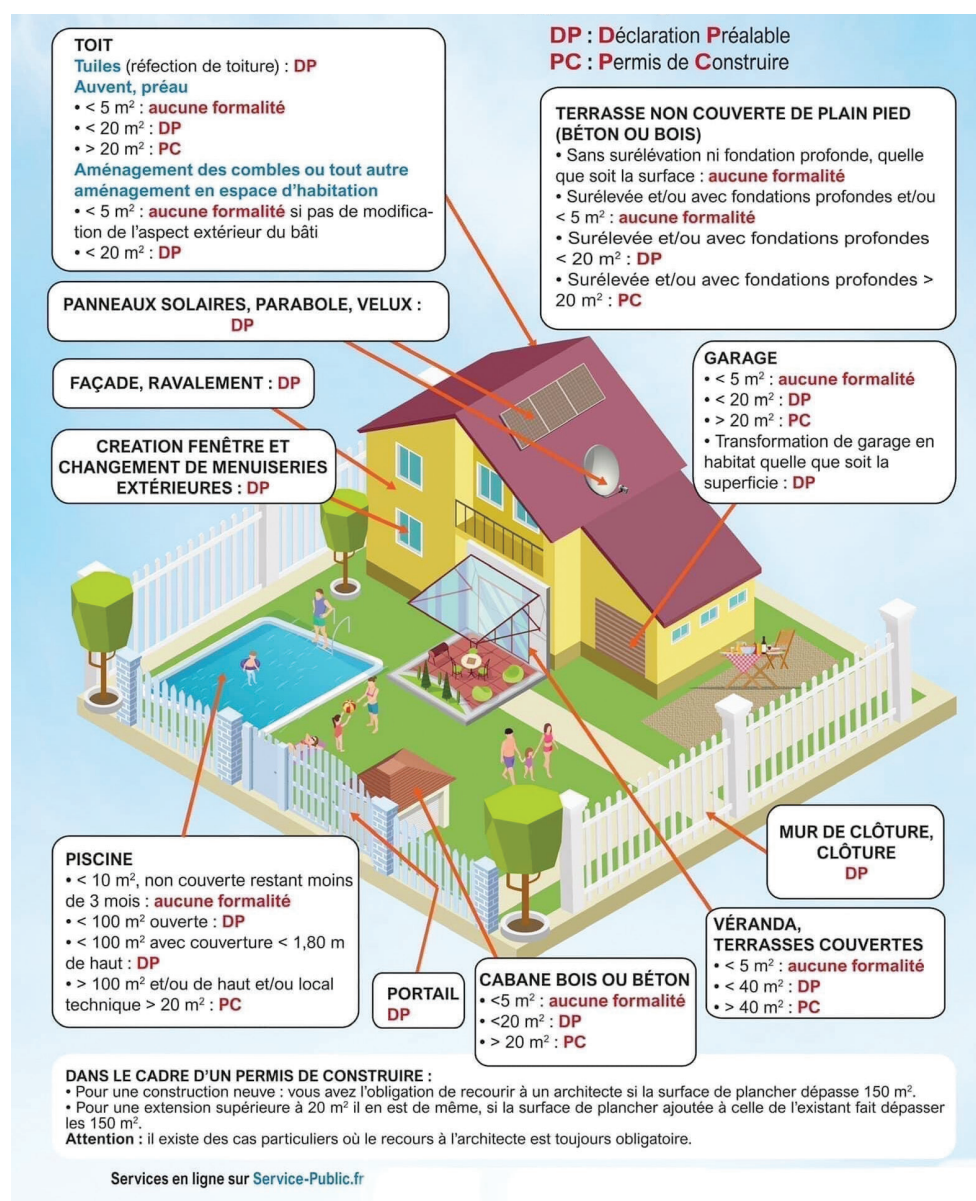 TOIT
Tuiles (réfection de toiture) : DP
Auvent, préau
• < 5 m² : aucune formalité
• < 20 m² : DP
• > 20 m² : PC
Aménagement des combles ou tout autre
aménagement en espace d’habitation
• < 5 m² : aucune formalité si pas de modifica-
tion de l’aspect extérieur du bâti
• < 20 m² : DP
DP : Déclaration Préalable
PC : Permis de Construire
TERRASSE NON COUVERTE DE PLAIN PIED
(BÉTON OU BOIS)
• Sans surélévation ni fondation profonde, quelle
que soit la surface : aucune formalité
• Surélevée et/ou avec fondations profondes et/ou
< 5 m² : aucune formalité
• Surélevée et/ou avec fondations profondes
< 20 m² : DP
• Surélevée et/ou avec fondations profondes >
20 m² : PC
PANNEAUX SOLAIRES, PARABOLE, VELUX :
DP
FAÇADE, RAVALEMENT : DP
CREATION FENÊTRE ET
CHANGEMENT DE MENUISERIES
EXTÉRIEURES : DP
GARAGE
• < 5 m² : aucune formalité
• < 20 m² : DP
• > 20 m² : PC
• Transformation de garage en
habitat quelle que soit la
superficie : DP
PISCINE
• < 10 m², non couverte restant moins
de 3 mois : aucune formalité
• < 100 m² ouverte : DP
• < 100 m² avec couverture < 1,80 m
de haut : DP
• > 100 m² et/ou de haut et/ou local
technique > 20 m² : PC
PORTAIL
DP
CABANE BOIS OU BÉTON
• <5 m² : aucune formalité
• <20 m² : DP
• > 20 m² : PC
MUR DE CLÔTURE,
CLÔTURE
DP
VÉRANDA,
TERRASSES COUVERTES
• < 5 m² : aucune formalité
• < 40 m² : DP
• > 40 m² : PC
DANS LE CADRE D’UN PERMIS DE CONSTRUIRE :
• Pour une construction neuve : vous avez l’obligation de recourir à un architecte si la surface de plancher dépasse 150 m².
• Pour une extension supérieure à 20 m² il en est de même, si la surface de plancher ajoutée à celle de l’existant fait dépasser
les 150 m².
Attention : il existe des cas particuliers où le recours à l’architecte est toujours obligatoire.
Services en ligne sur Service-Public.fr